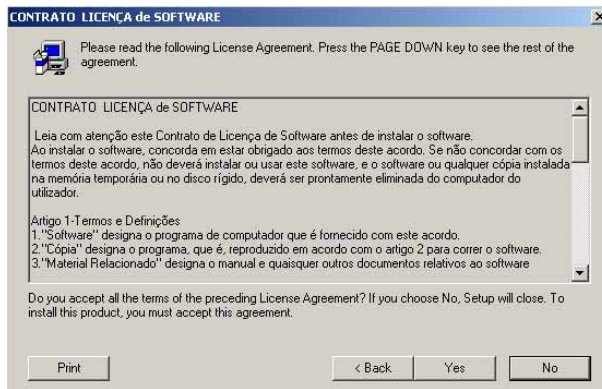 CONTRATO LICENÇA de SOFTWARE
Please read the following License Agreement. Press the PAGE DOWN key to see the rest of the
agreement.
CONTRATO LICENÇA de SOFTWARE
Leia com atenção este Contrato de Licença de Software antes de instalar o software.
Ao instalar o software, concorda em estar obrigado aos termos deste acordo. Se não concordar com os
termos deste acordo, não deverá instalar ou usar este software, e o software ou qualquer cópia instalada
na memória temporária ou no disco rígido, deverá ser prontamente eliminada do computador do
utilizador.
Artigo 1-Termos e Definições
1."Software" designa o programa de computador que é fornecido com este acordo.
2."Cópia" designa o programa, que é, reproduzido em acordo com o artigo 2 para correr o software.
3."Material Relacionado" designa o manual e quaisquer outros documentos relativos ao software
Do you accept all the terms of the preceding License Agreement? If you choose No, Setup will close. To
install this product, you must accept this agreement.
Print < Back Yes No